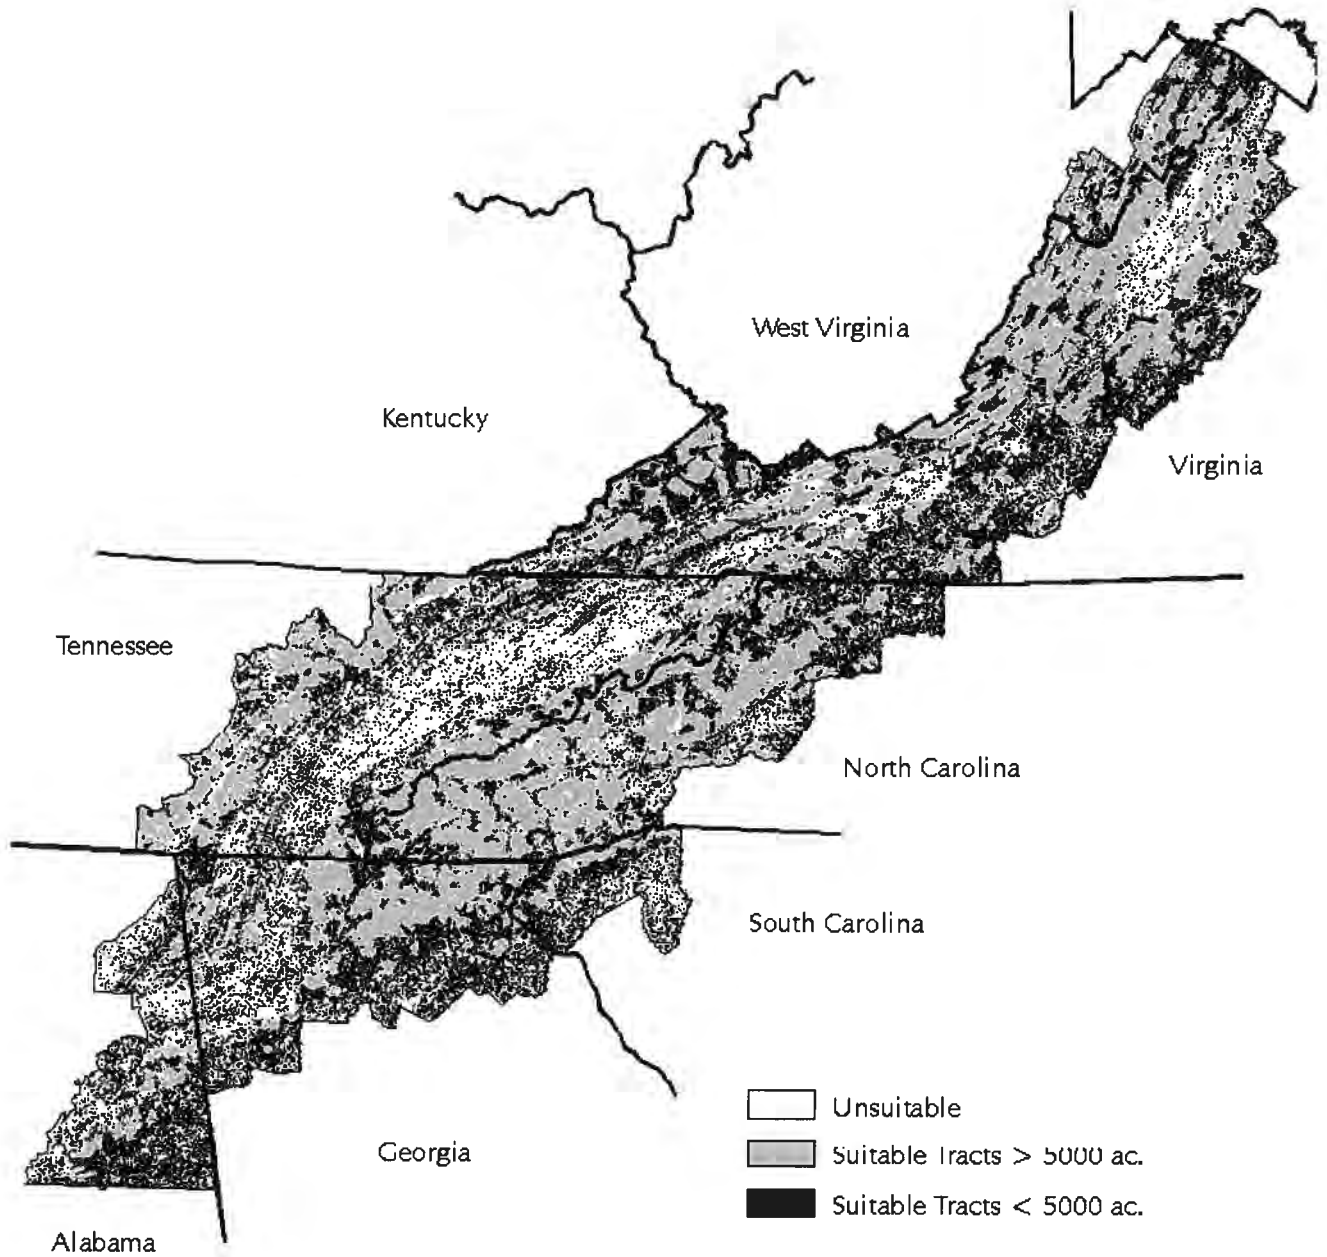 West Virginia
Kentucky
Virginia
Tennessee
North Carolina
South Carolina
Unsuitable
Georgia
Suitable Tracts > 5000 ac.
Suitable Tracts < 5000 ac.
Alabama